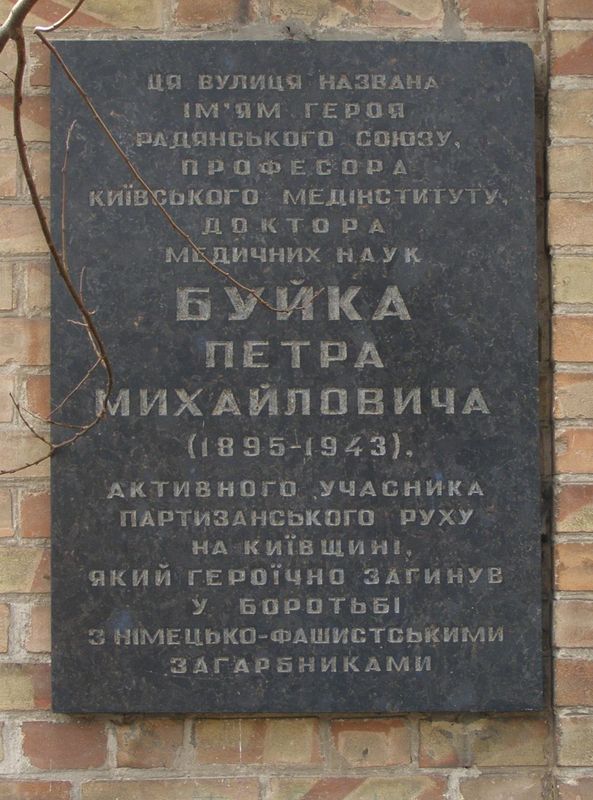 ЦЯ ВУЛИЦЯ НАЗВАНА
ІМ'ЯМ ГЕРОЯ
РАДЯНСЬКОГО СОЮЗУ,
ПРОФЕСОРА
КИЇВСЬКОГО МЕДІНСТИТУТУ,
ДОКТОРА
МЕДИЧНИХ НАУК
БУЙКА
ПЕТРА
МИХАЙЛОВИЧА
(1895-1943),
АКТИВНОГО УЧАСНИКА
ПАРТИЗАНСЬКОГО РУХУ
НА КИЇВЩИНІ,
ЯКИЙ ГЕРОЇЧНО ЗАГИНУВ
У БОРОТЬБІ
З НІМЕЦЬКО-ФАШИСТСЬКИМИ
ЗАГАРБНИКАМИ